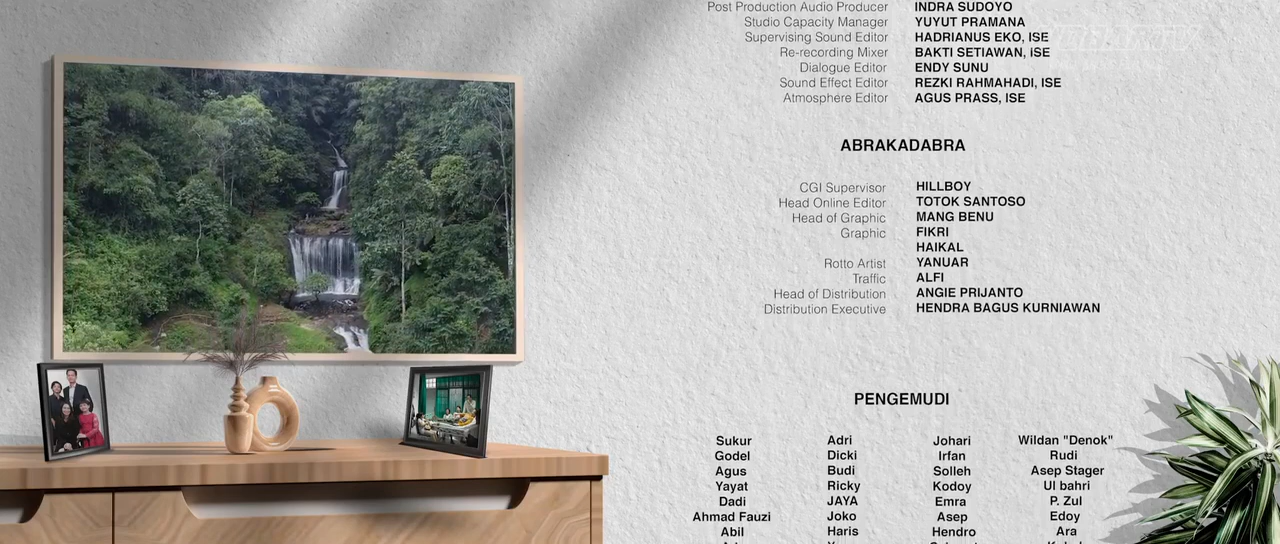 Post Production Audio Producer INDRA SUDOYO
Studio Capacity Manager YUYUT PRAMANA
Supervising Sound Editor HADRIANUS EKO, ISE
Re-recording Mixer BAKTI SETIAWAN, ISE
Dialogue Editor ENDY SUNU
Sound Effect Editor REZKI RAHMAHADI, ISE
Atmosphere Editor AGUS PRASS, ISE
ABRAKADABRA
CGI Supervisor HILLBOY
Head Online Editor TOTOK SANTOSO
Head of Graphic MANG BENU
Graphic FIKRI
HAIKAL
Rotto Artist YANUAR
Traffic ALFI
Head of Distribution ANGIE PRIJANTO
Distribution Executive HENDRA BAGUS KURNIAWAN
PENGEMUDI
Sukur Adri Johari Wildan "Denok"
Godel Dicki Irfan Rudi
Agus Budi Solleh Asep Stager
Yayat Ricky Kodoy Ul bahri
Dadi JAYA Emra P. Zul
Ahmad Fauzi Joko Asep Edoy
Abil Haris Hendro Ara